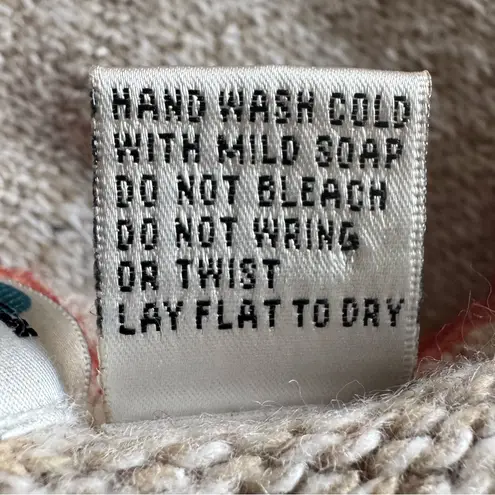 HAND WASH COLD
WITH MILD SOAP
DO NOT BLEACH
DO NOT WRING
OR TWIST
LAY FLAT TO DRY